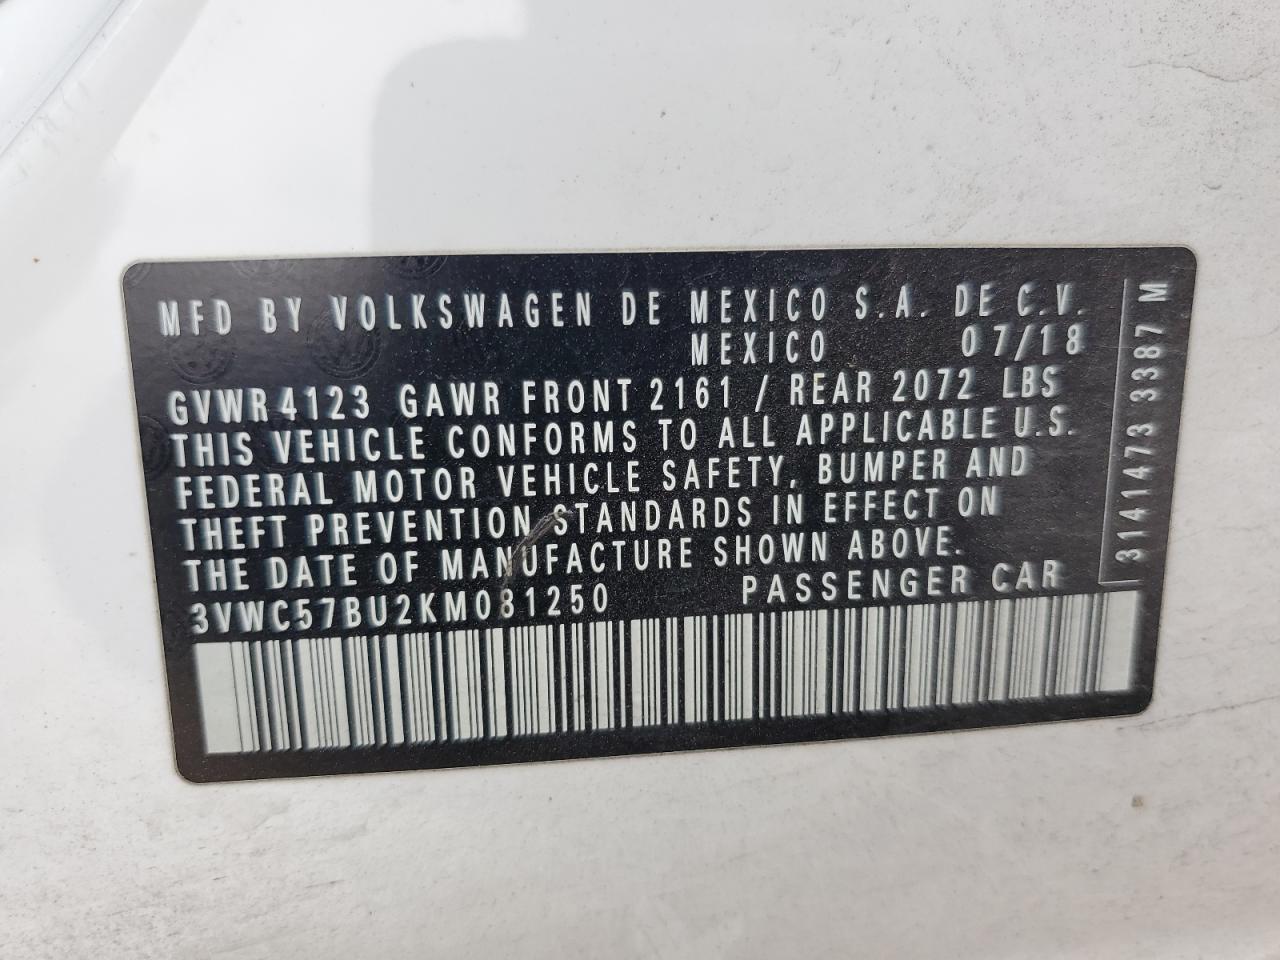 MFD BY VOLKSWAGEN DE MEXICO S.A. DE C.V.
MEXICO 07/18
GVWR 4123 GAWR FRONT 2161 / REAR 2072 LBS
THIS VEHICLE CONFORMS TO ALL APPLICABLE U.S.
FEDERAL MOTOR VEHICLE SAFETY, BUMPER AND
THEFT PREVENTION STANDARDS IN EFFECT ON
THE DATE OF MANUFACTURE SHOWN ABOVE.
3VWC57BU2KM081250 PASSENGER CAR
3141473 3387 M